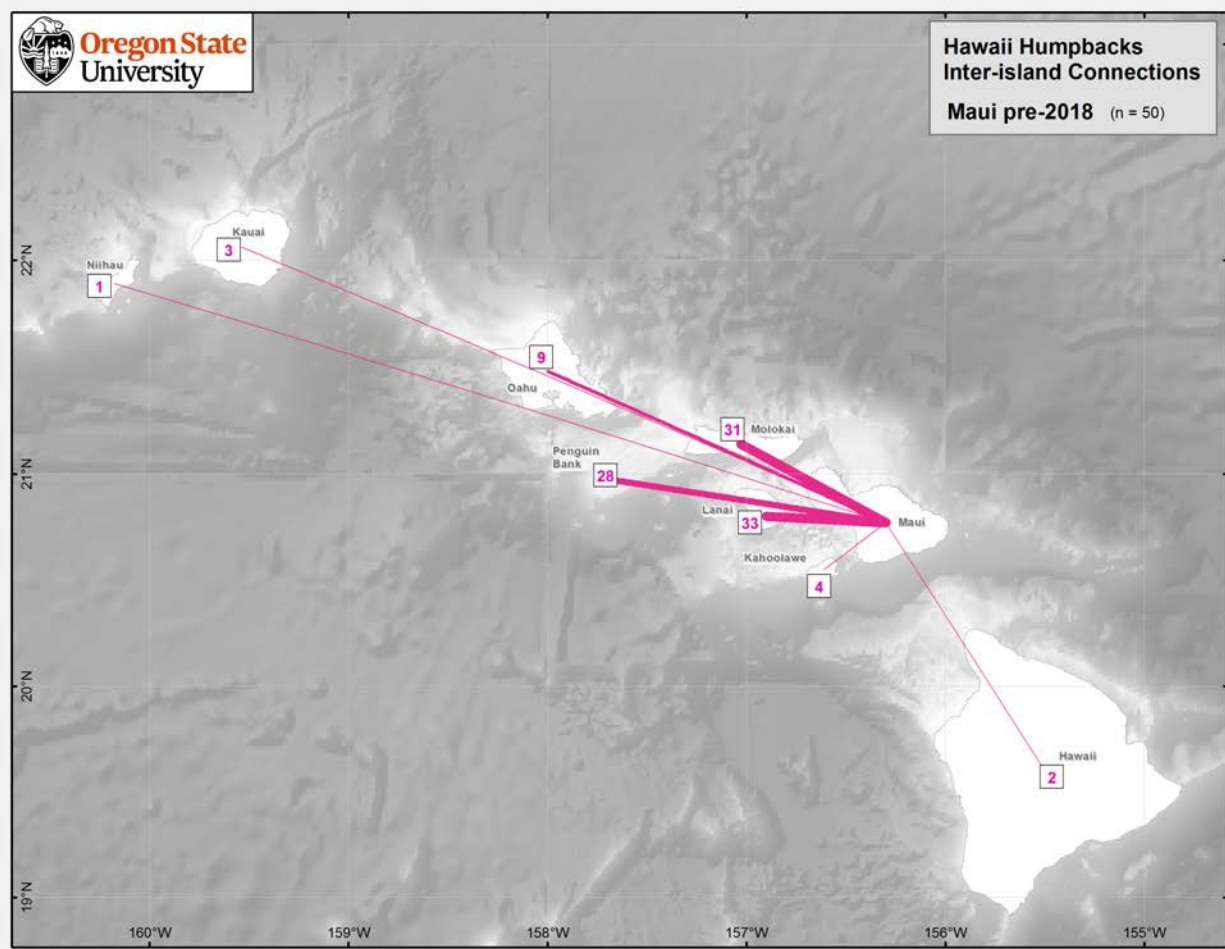 Oregon State
University
Hawaii Humpbacks
Inter-island Connections
Maui pre-2018 (n = 50)
Kauai
3
Niihau
1
22°N
9
Oahu
31
Molokai
Penguin
Bank
28
21°N
Lanai
33
Maui
Kahoolawe
4
20°N
Hawaii
2
19°N
160°W
159°W
158°W
157°W
156°W
155°W